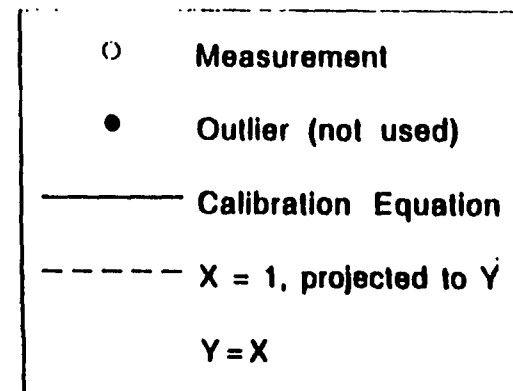 Measurement
Outlier (not used)
Calibration Equation
X = 1, projected to Y
Y = X